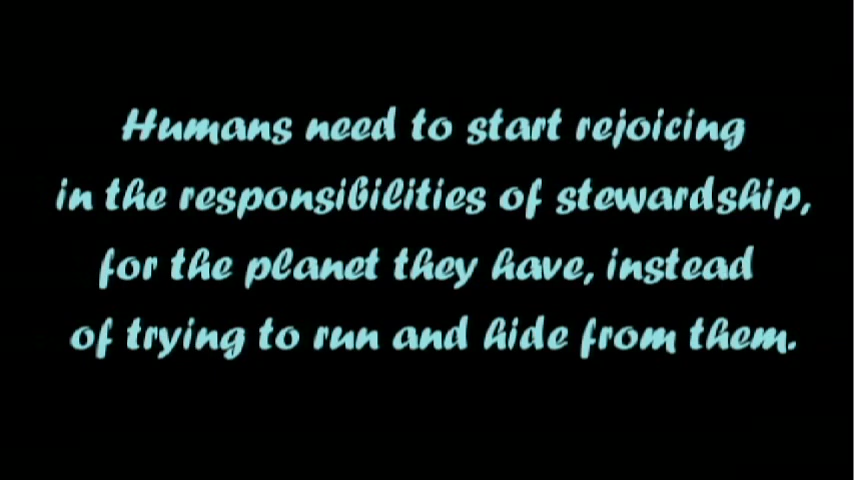 Humans need to start rejoicing
in the responsibilities of stewardship,
for the planet they have, instead
of trying to run and hide from them.